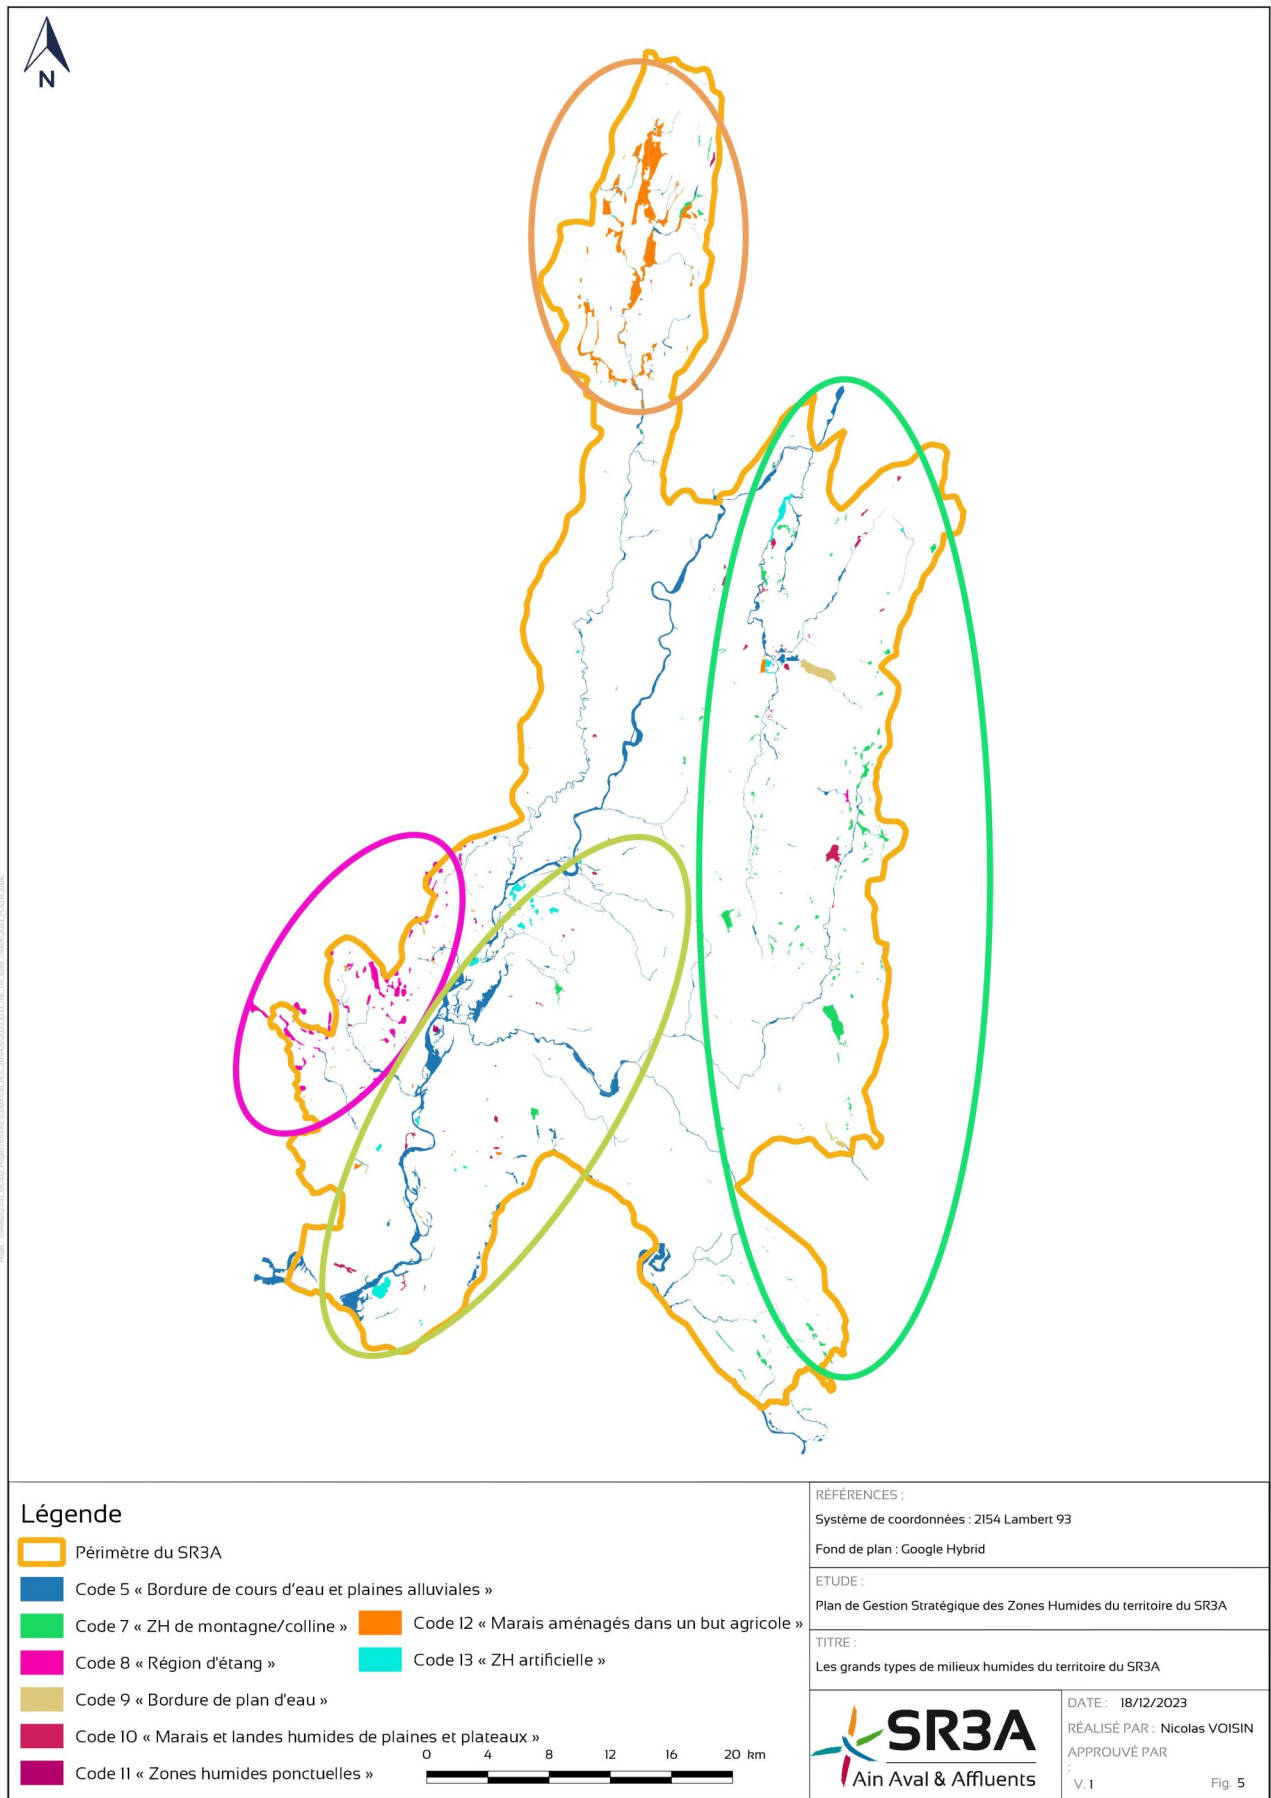 N
Légende
Périmètre du SR3A
Code 5 « Bordure de cours d'eau et plaines alluviales »
Code 7 « ZH de montagne/colline »
Code 8 « Région d'étang »
Code 9 « Bordure de plan d'eau »
Code 10 « Marais et landes humides de plaines et plateaux »
Code 11 « Zones humides ponctuelles »
Code 12 « Marais aménagés dans un but agricole »
Code 13 « ZH artificielle »
0 4 8 12 16 20 km
RÉFÉRENCES :
Système de coordonnées : 2154 Lambert 93
Fond de plan : Google Hybrid
ETUDE :
Plan de Gestion Stratégique des Zones Humides du territoire du SR3A
TITRE :
Les grands types de milieux humides du territoire du SR3A
SR3A
Ain Aval & Affluents
DATE : 18/12/2023
RÉALISÉ PAR : Nicolas VOISIN
APPROUVÉ PAR
:
V. 1
Fig. 5